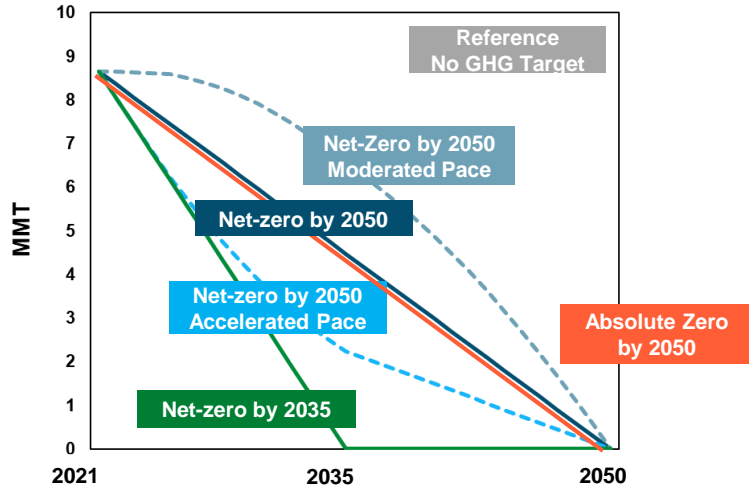 10
9
8
7
6
5
4
3
2
1
0
MMT
Reference
No GHG Target
Net-Zero by 2050
Moderated Pace
Net-zero by 2050
Net-zero by 2050
Accelerated Pace
Absolute Zero
by 2050
Net-zero by 2035
2021
2035
2050